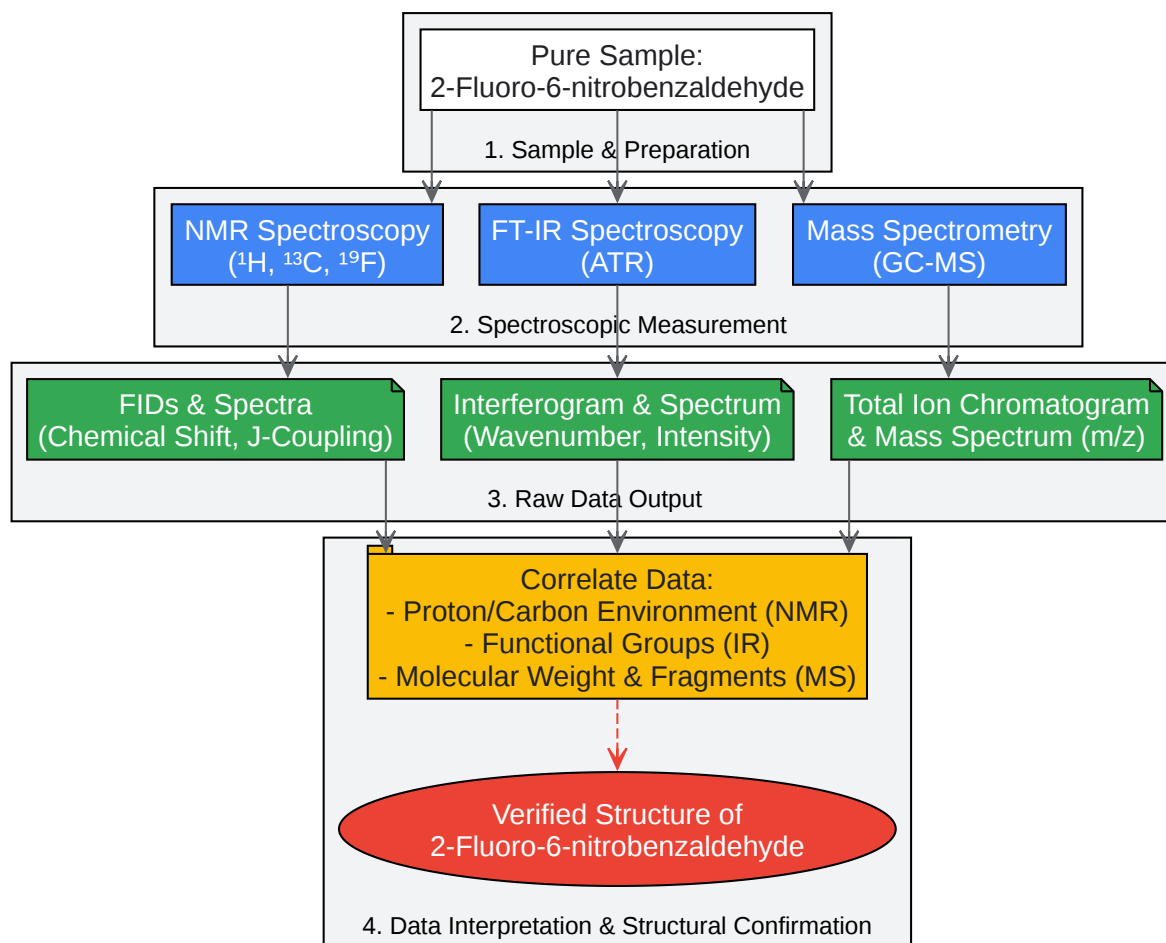 Pure Sample:
2-Fluoro-6-nitrobenzaldehyde
1. Sample & Preparation
NMR Spectroscopy
(¹H, ¹³C, ¹⁹F)
FT-IR Spectroscopy
(ATR)
Mass Spectrometry
(GC-MS)
2. Spectroscopic Measurement
FIDs & Spectra
(Chemical Shift, J-Coupling)
Interferogram & Spectrum
(Wavenumber, Intensity)
Total Ion Chromatogram
& Mass Spectrum (m/z)
3. Raw Data Output
Correlate Data:
- Proton/Carbon Environment (NMR)
- Functional Groups (IR)
- Molecular Weight & Fragments (MS)
Verified Structure of
2-Fluoro-6-nitrobenzaldehyde
4. Data Interpretation & Structural Confirmation